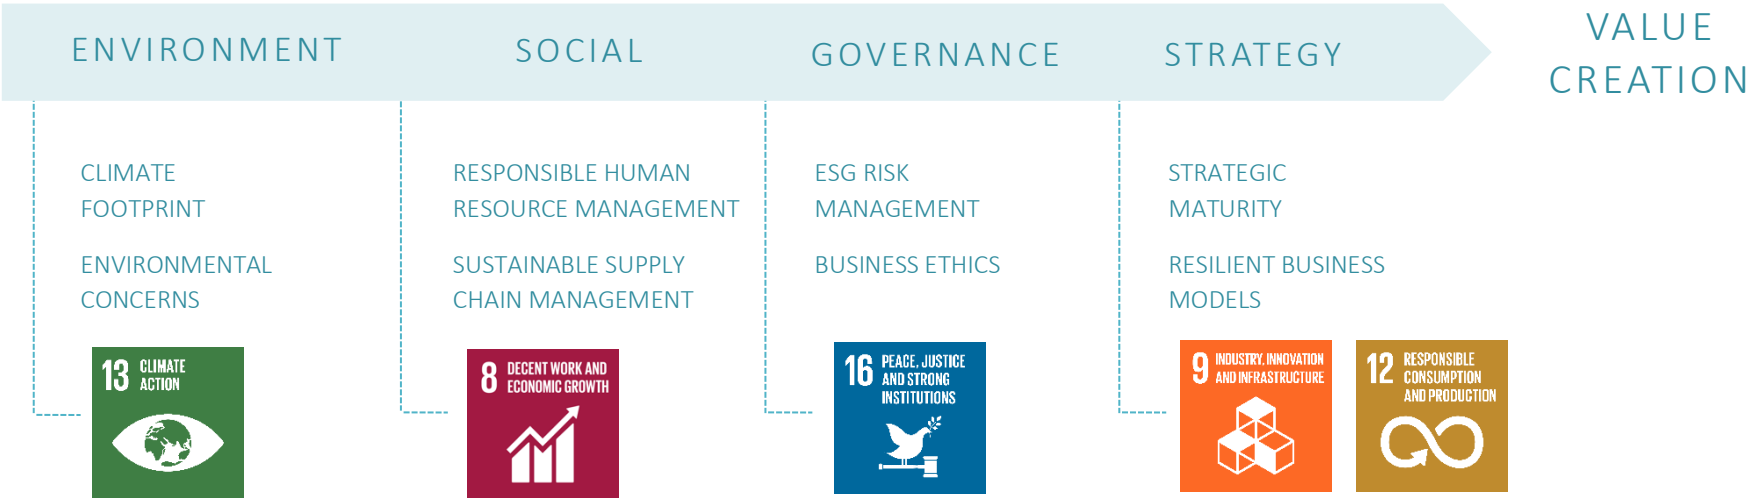 ENVIRONMENT
SOCIAL
GOVERNANCE
STRATEGY
VALUE
CREATION
CLIMATE
FOOTPRINT
ENVIRONMENTAL
CONCERNS
13 CLIMATE
ACTION
RESPONSIBLE HUMAN
RESOURCE MANAGEMENT
SUSTAINABLE SUPPLY
CHAIN MANAGEMENT
8 DECENT WORK AND
ECONOMIC GROWTH
ESG RISK
MANAGEMENT
BUSINESS ETHICS
16 PEACE, JUSTICE
AND STRONG
INSTITUTIONS
STRATEGIC
MATURITY
RESILIENT BUSINESS
MODELS
9 INDUSTRY, INNOVATION
AND INFRASTRUCTURE
12 RESPONSIBLE
CONSUMPTION
AND PRODUCTION